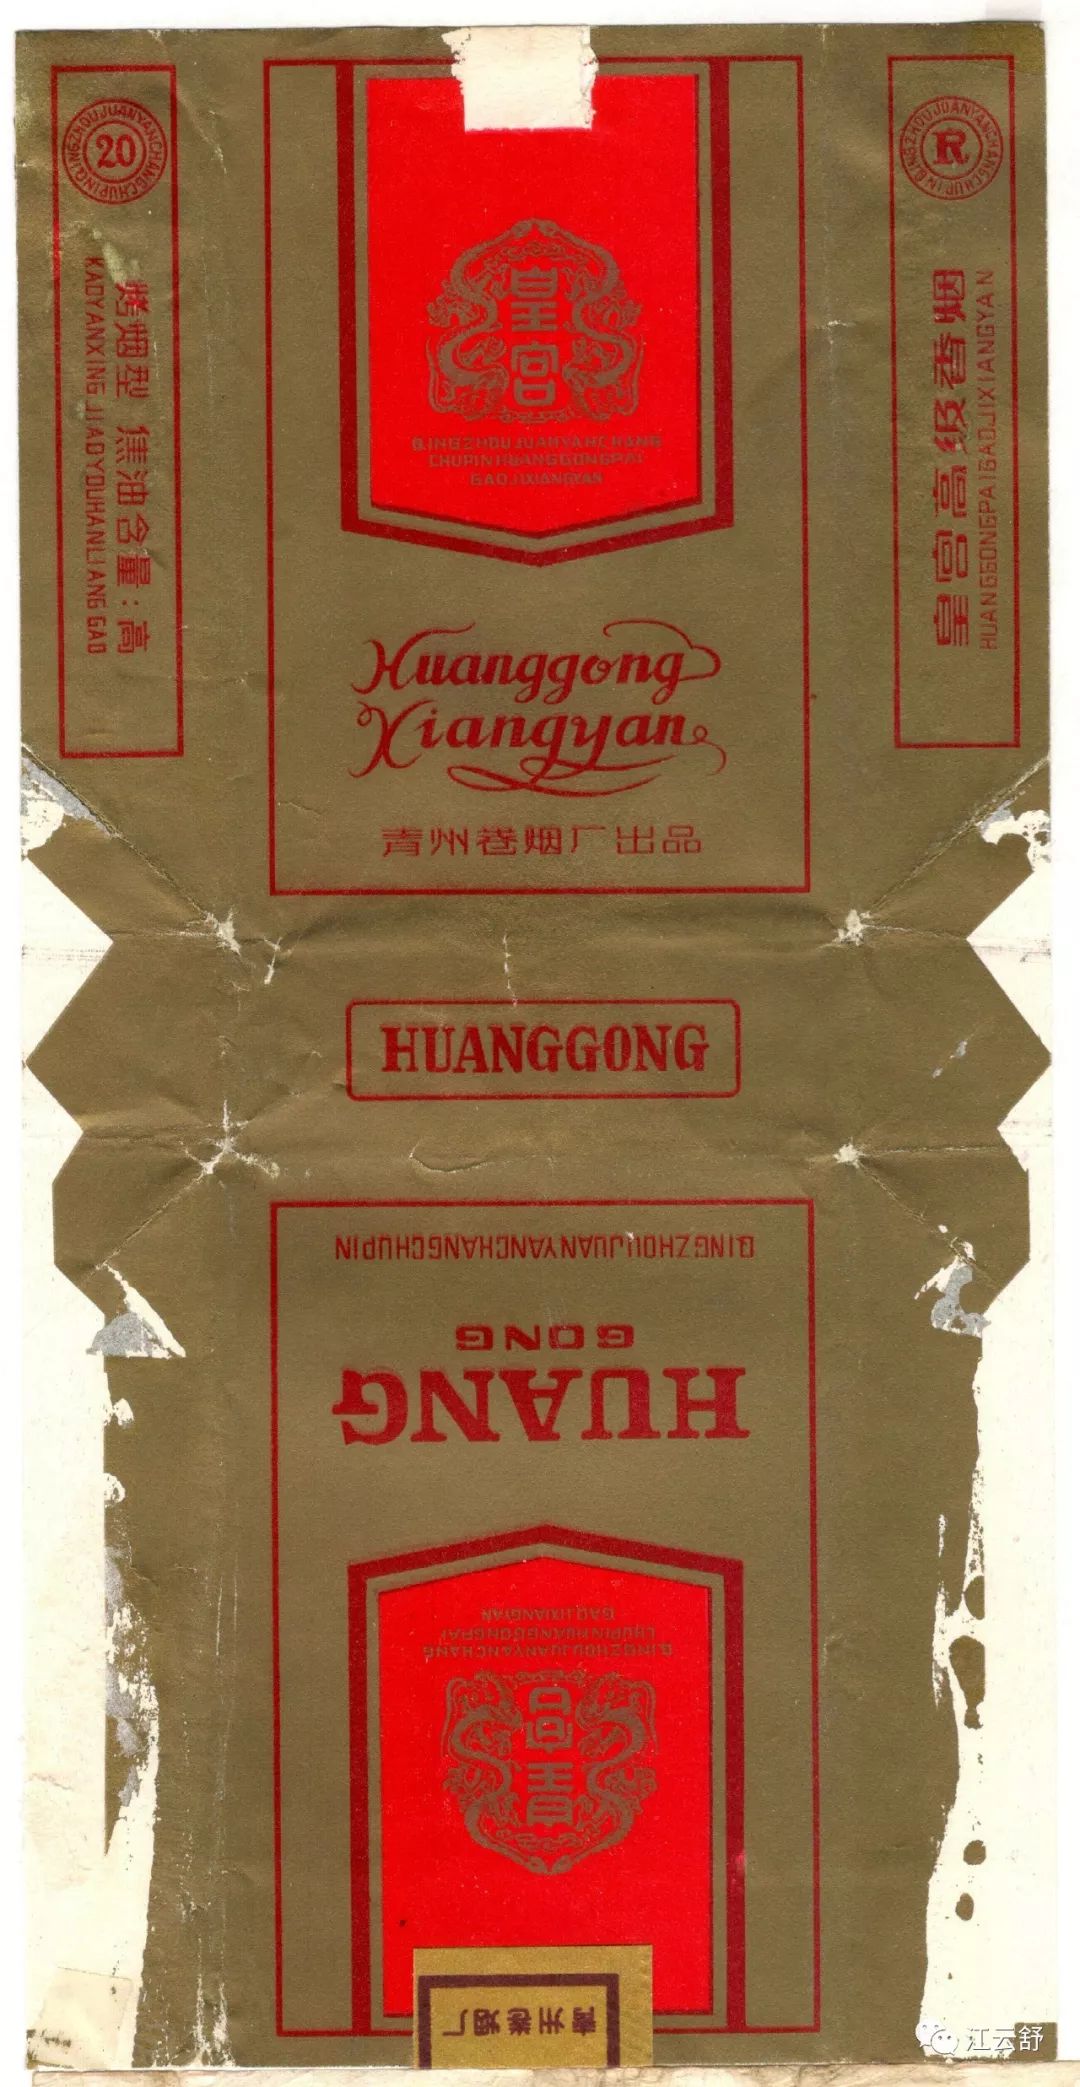 QINGZHOUJUANYANCHANGCHUPIN
20
烤烟型 焦油含量:高
KAOYANXING JIAOYOUHANLIANG GAO
皇宫
QINGZHOUJUANYANCHANG
CHUPINHUANGGONGPAI
GAOJIXIANGYAN
Huanggong
Xiangyan
青州卷烟厂出品
QINGZHOUJUANYANCHANGCHUPIN
R
皇宫高级香烟
HUANGGONGPAIGAOJIXIANGYAN
HUANGGONG
QINGZHOUJUANYANCHANGCHUPIN
GONG
HUANG
皇宫
QINGZHOUJUANYANCHANG
CHUPINHUANGGONGPAI
GAOJIXIANGYAN
青州卷烟厂
江云舒